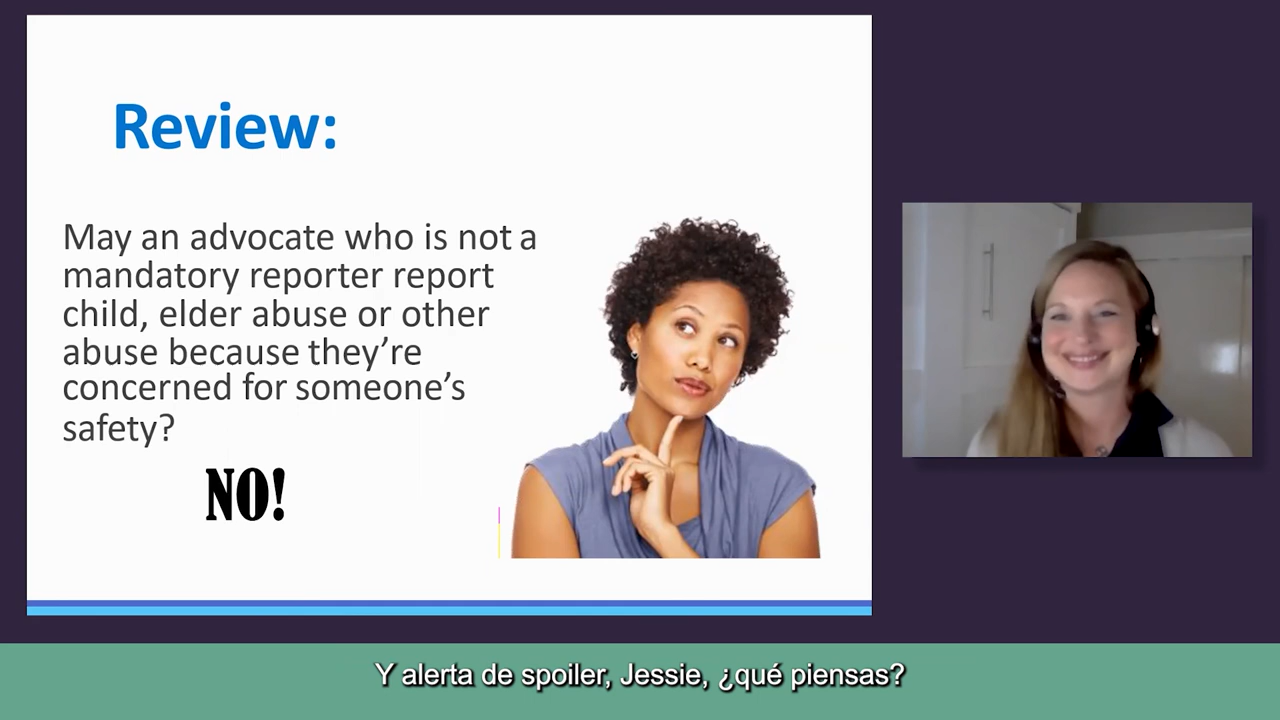 Review:
May an advocate who is not a
mandatory reporter report
child, elder abuse or other
abuse because they’re
concerned for someone’s
safety?
NO!
Y alerta de spoiler, Jessie, ¿qué piensas?